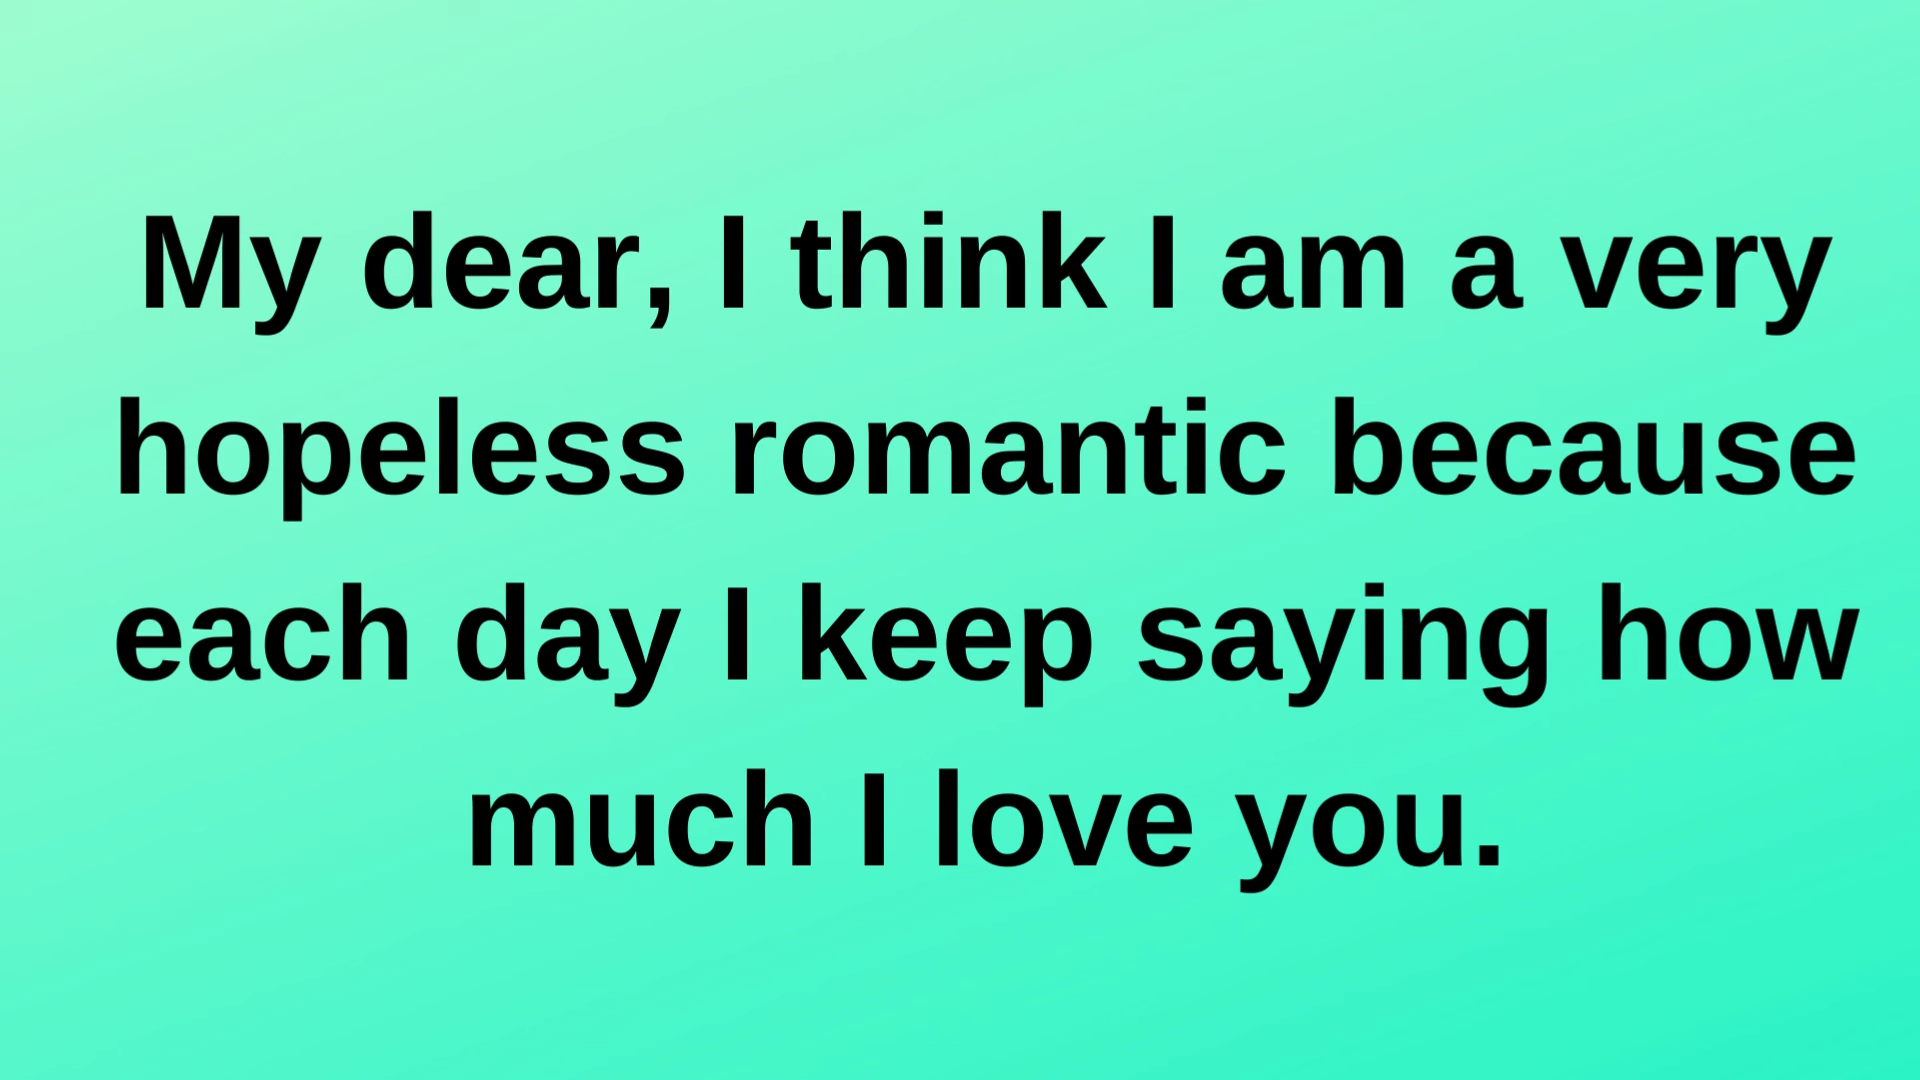 My dear, I think I am a very
hopeless romantic because
each day I keep saying how
much I love you.